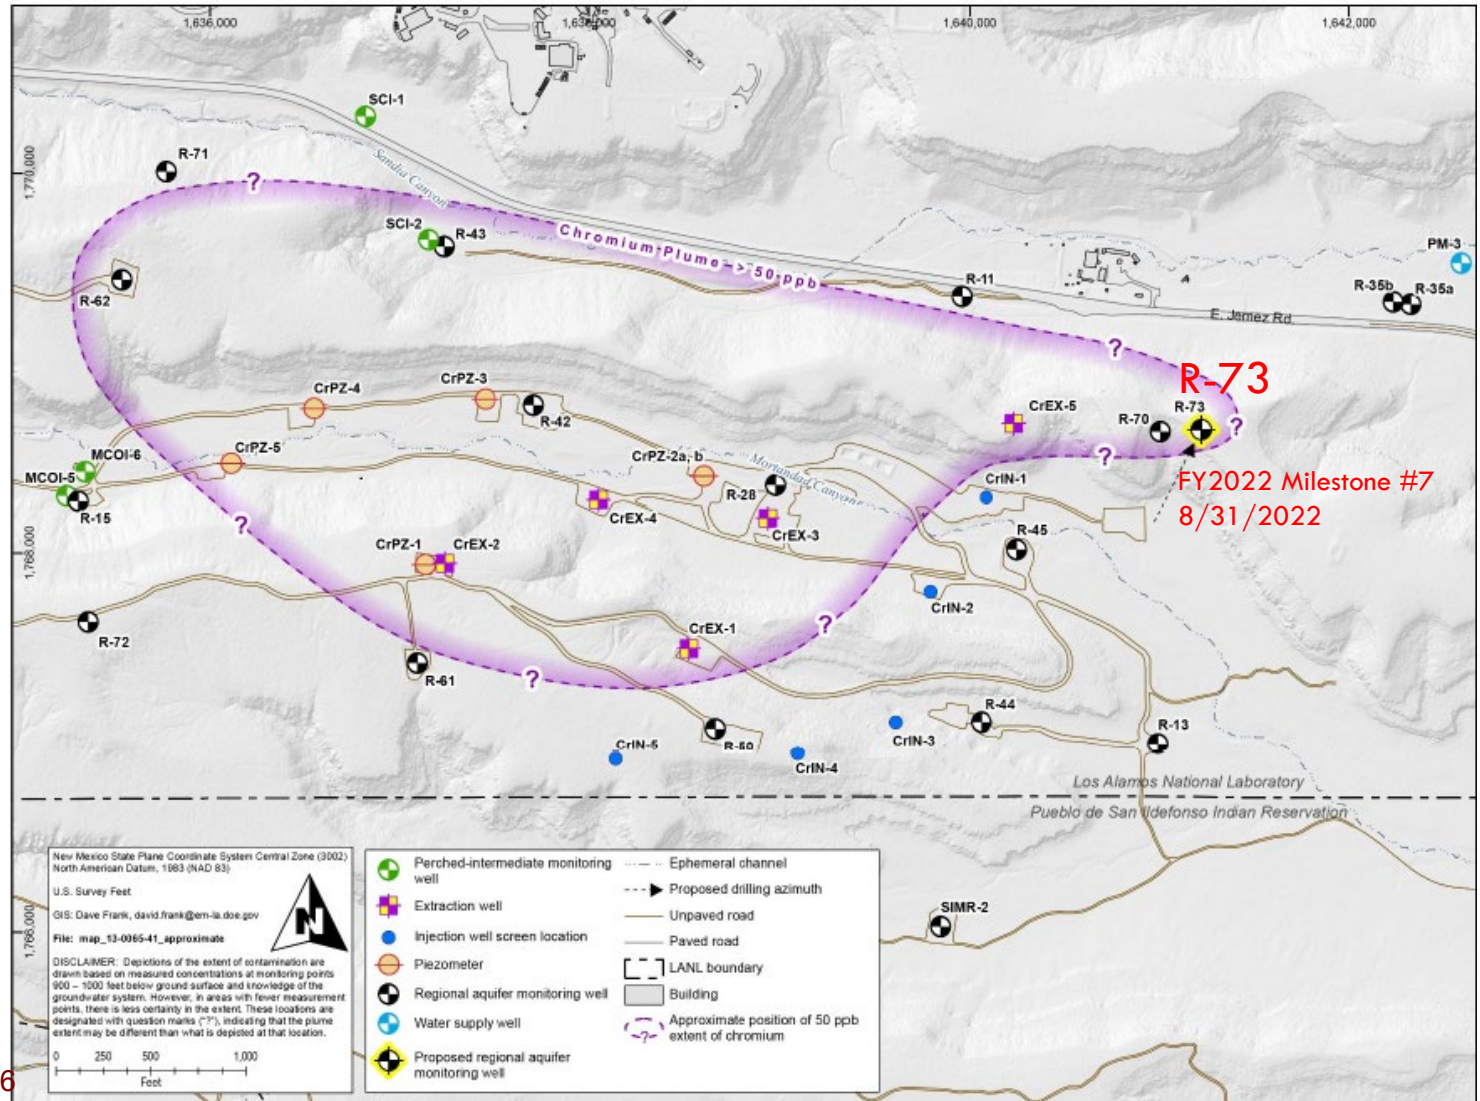 1,636,000
1,640,000
1,642,000
SCI-1
Sandia Canyon
1,770,000
R-71
SCI-2
R-43
Chromium Plume > 50 ppb
PM-3
R-62
R-11
R-35b
R-35a
E. Jemez Rd.
?
?
?
?
?
?
?
?
R-73
CrPZ-4
CrPZ-3
R-42
CrEX-5
R-70
R-73
MCOI-6
CrPZ-5
CrPZ-2a, b
Mortandad Canyon
MCOI-5
R-15
CrEX-4
R-28
CrEX-3
CrIN-1
FY2022 Milestone #7
8/31/2022
R-45
1,768,000
CrPZ-1
CrEX-2
CrIN-2
R-72
CrEX-1
R-61
R-44
R-60
CrIN-3
R-13
CrIN-5
CrIN-4
Los Alamos National Laboratory
Pueblo de San Ildefonso Indian Reservation
SIMR-2
1,766,000
New Mexico State Plane Coordinate System Central Zone (3002)
North American Datum, 1983 (NAD 83)
U.S. Survey Feet
GIS: Dave Frank, david.frank@em-la.doe.gov
File: map_13-0065-41_approximate
N
DISCLAIMER: Depictions of the extent of contamination are
drawn based on measured concentrations at monitoring points
900 – 1000 feet below ground surface and knowledge of the
groundwater system. However, in areas with fewer measurement
points, there is less certainty in the extent. These locations are
designated with question marks ("?"), indicating that the plume
extent may be different than what is depicted at that location.
0 250 500 1,000
Feet
Perched-intermediate monitoring
well
Extraction well
Injection well screen location
Piezometer
Regional aquifer monitoring well
Water supply well
Proposed regional aquifer
monitoring well
Ephemeral channel
Proposed drilling azimuth
Unpaved road
Paved road
LANL boundary
Building
?
Approximate position of 50 ppb
extent of chromium
6